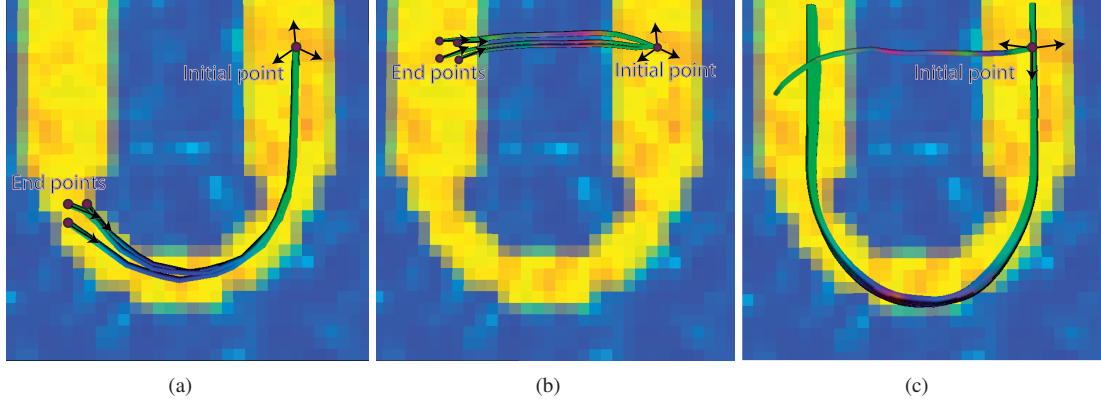 Initial point
End points
(a)
End points
Initial point
(b)
Initial point
(c)